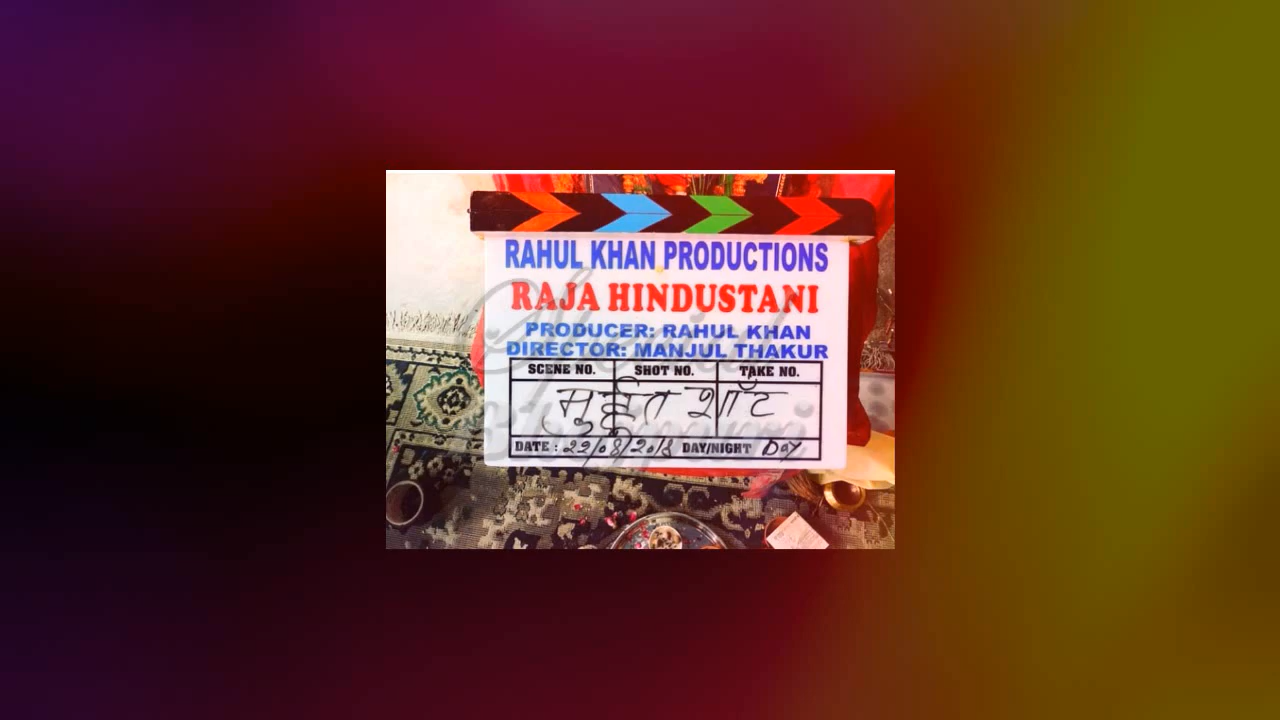 RAHUL KHAN PRODUCTIONS
RAJA HINDUSTANI
PRODUCER: RAHUL KHAN
DIRECTOR: MANJUL THAKUR
SCENE NO. SHOT NO. TAKE NO.
मुहूर्त शॉट
DATE : 22/08/2018 DAY/NIGHT Day